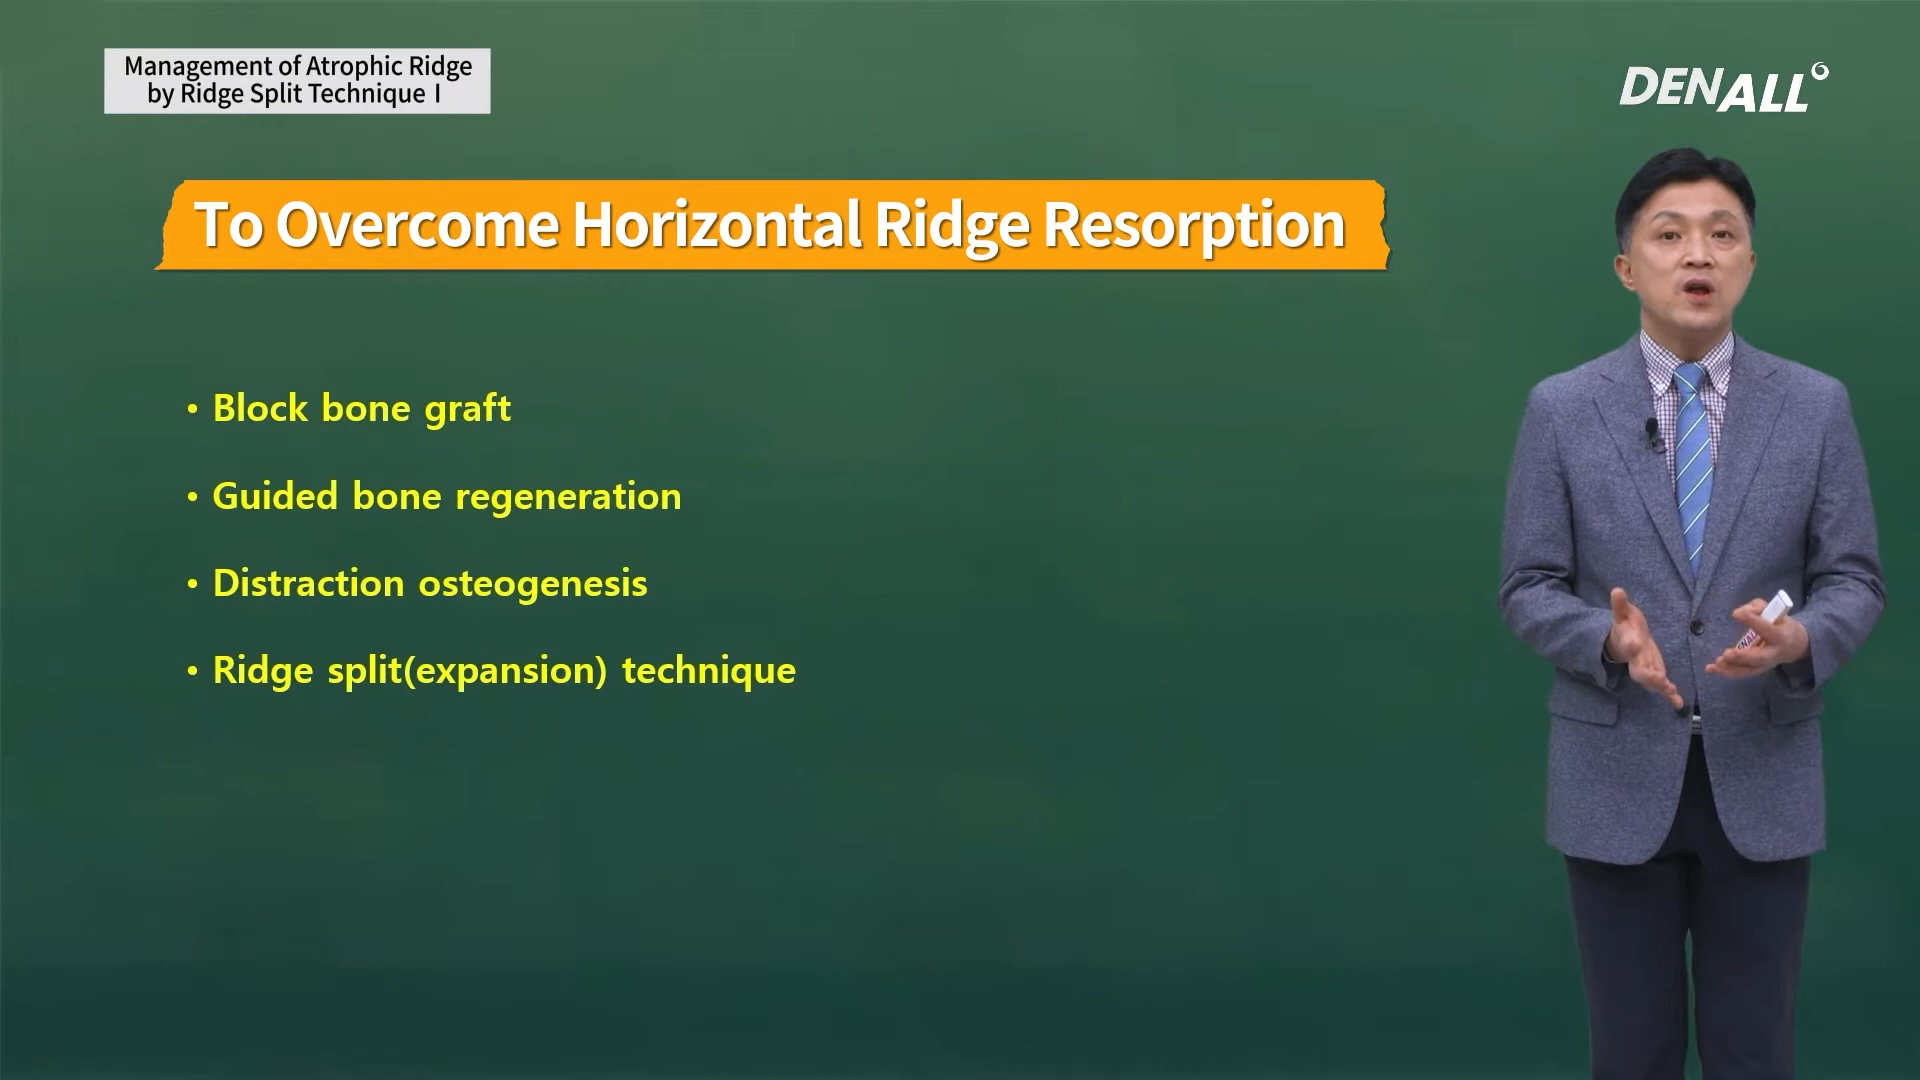 Management of Atrophic Ridge
by Ridge Split Technique I
DENALL
To Overcome Horizontal Ridge Resorption
• Block bone graft
• Guided bone regeneration
• Distraction osteogenesis
• Ridge split(expansion) technique